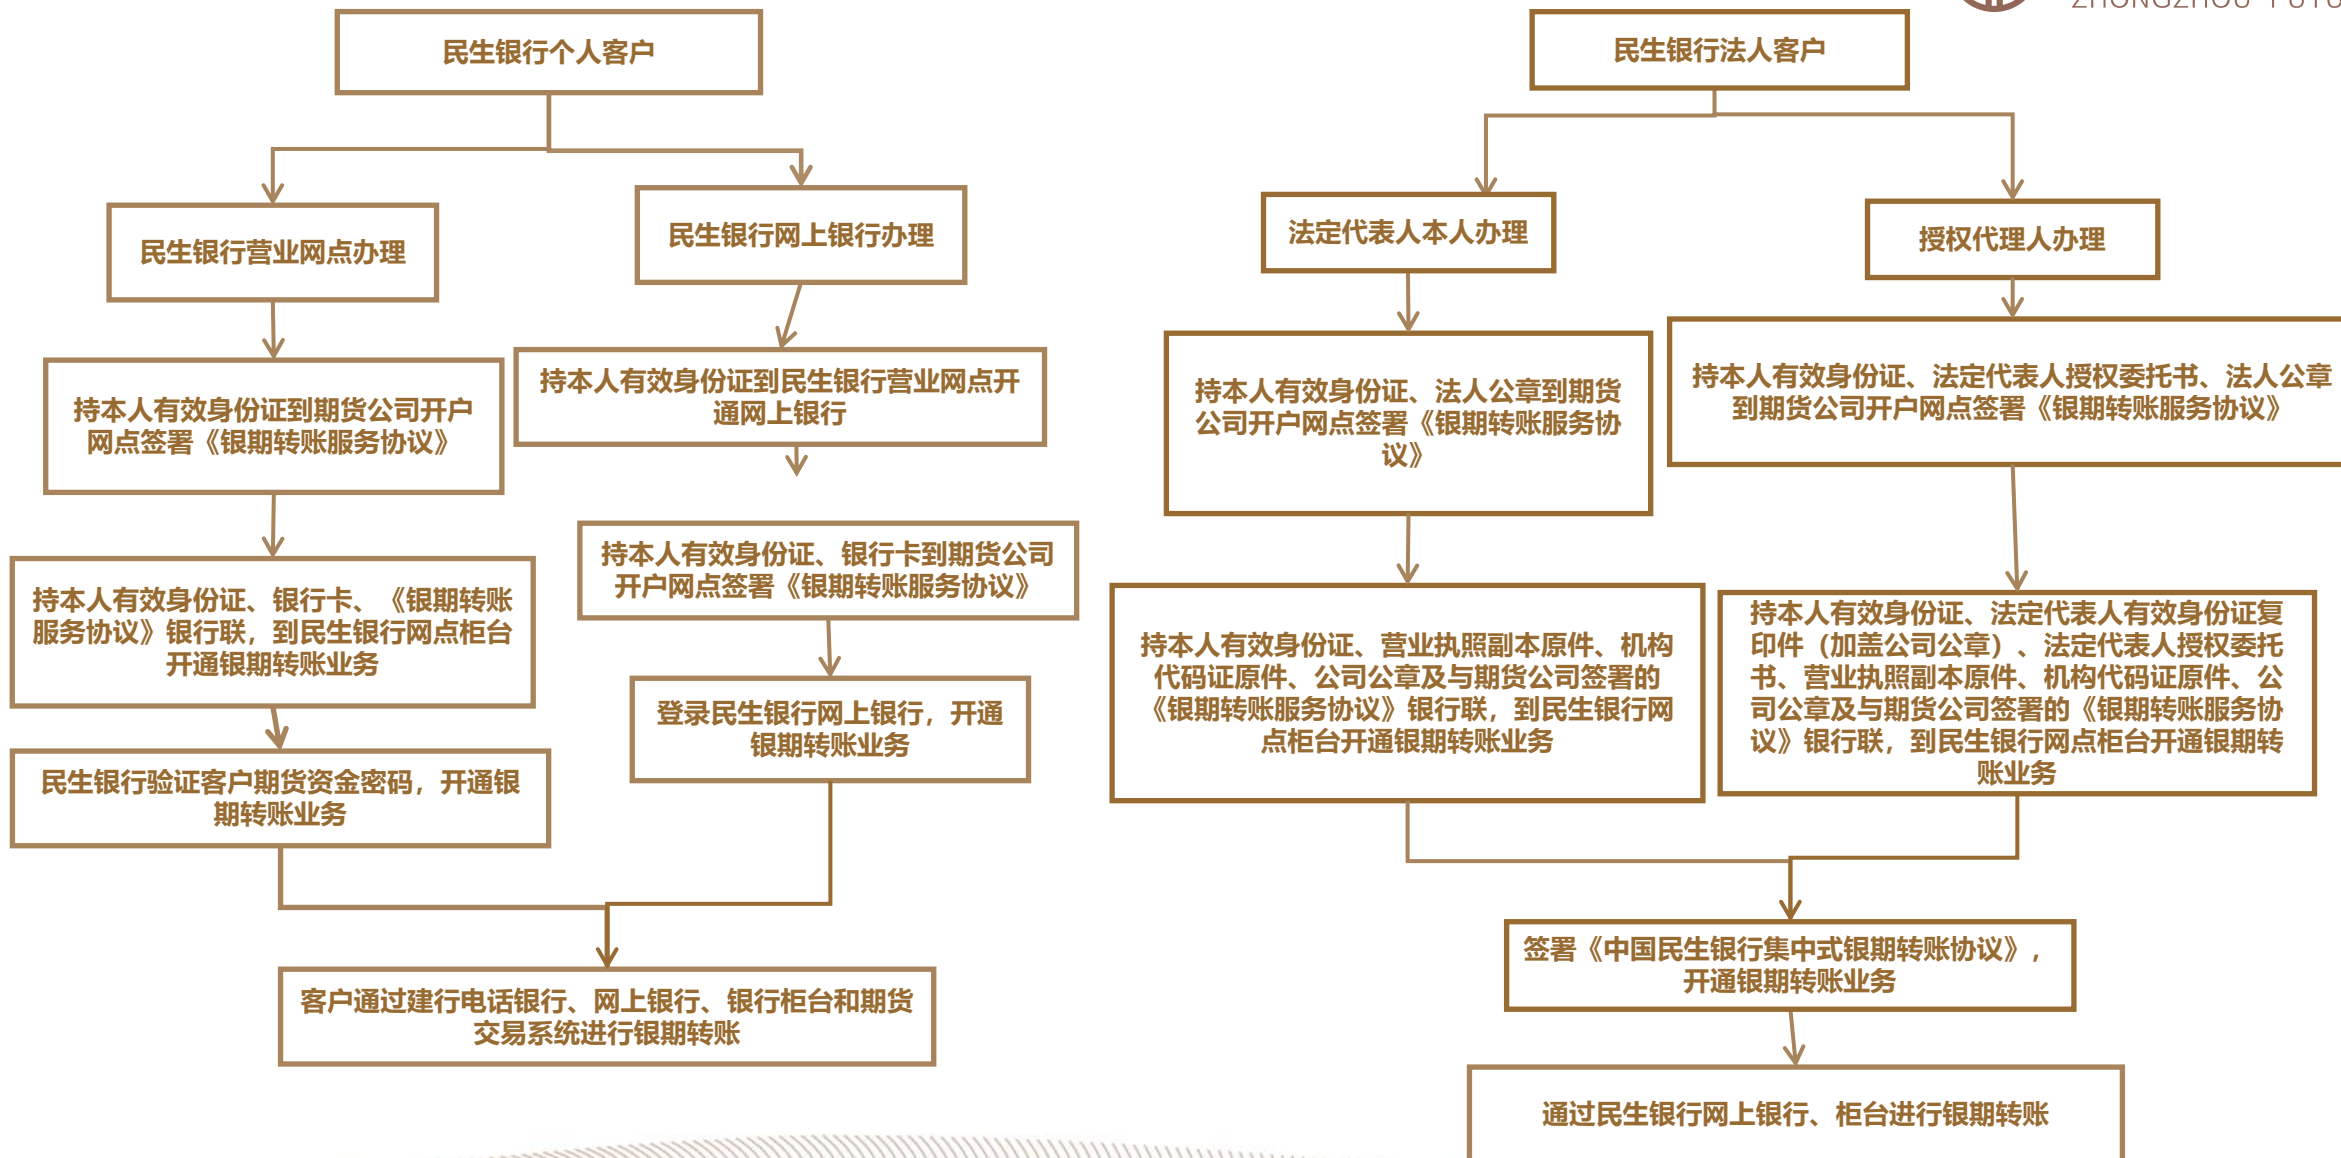 ZHONGZHOU FUTU
民生银行个人客户
民生银行营业网点办理
持本人有效身份证到期货公司开户
网点签署《银期转账服务协议》
持本人有效身份证、银行卡、《银期转账
服务协议》银行联，到民生银行网点柜台
开通银期转账业务
民生银行验证客户期货资金密码，开通银
期转账业务
民生银行网上银行办理
持本人有效身份证到民生银行营业网点开
通网上银行
持本人有效身份证、银行卡到期货公司
开户网点签署《银期转账服务协议》
登录民生银行网上银行，开通
银期转账业务
客户通过建行电话银行、网上银行、银行柜台和期货
交易系统进行银期转账
民生银行法人客户
法定代表人本人办理
持本人有效身份证、法人公章到期货
公司开户网点签署《银期转账服务协
议》
持本人有效身份证、营业执照副本原件、机构
代码证原件、公司公章及与期货公司签署的
《银期转账服务协议》银行联，到民生银行网
点柜台开通银期转账业务
授权代理人办理
持本人有效身份证、法定代表人授权委托书、法人公章
到期货公司开户网点签署《银期转账服务协议》
持本人有效身份证、法定代表人有效身份证复
印件（加盖公司公章）、法定代表人授权委托
书、营业执照副本原件、机构代码证原件、公
司公章及与期货公司签署的《银期转账服务协
议》银行联，到民生银行网点柜台开通银期转
账业务
签署《中国民生银行集中式银期转账协议》，
开通银期转账业务
通过民生银行网上银行、柜台进行银期转账